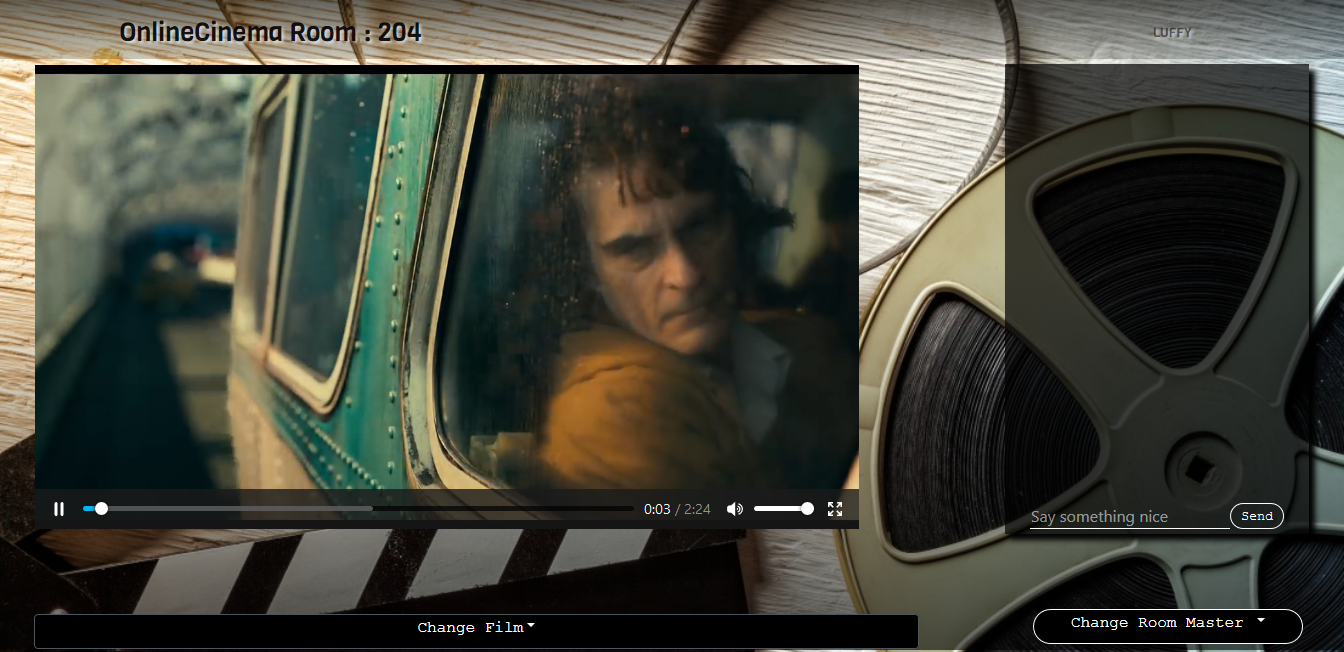 OnlineCinema Room : 204
LUFFY
0:03 / 2:24
Say something nice
Send
Change Film
Change Room Master